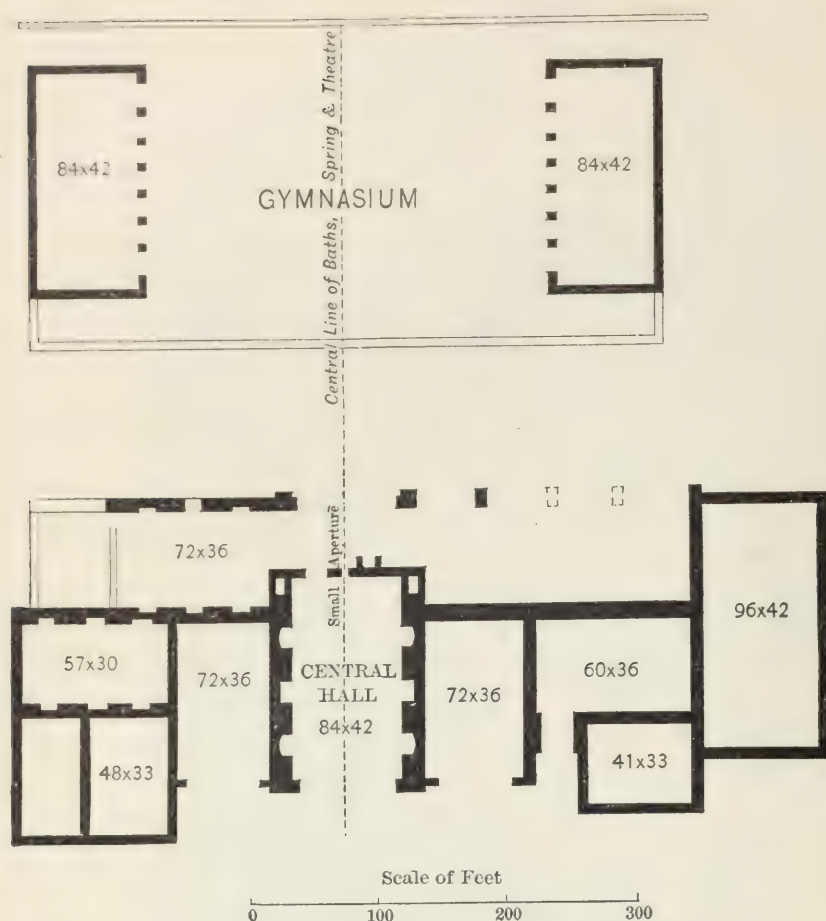 Central Line of Baths, Spring & Theatre
84x42
84x42
GYMNASIUM
Small Aperture
72x36
57x30
72x36
CENTRAL
HALL
84x42
72x36
60x36
96x42
48x33
41x33
Scale of Feet
0 100 200 300